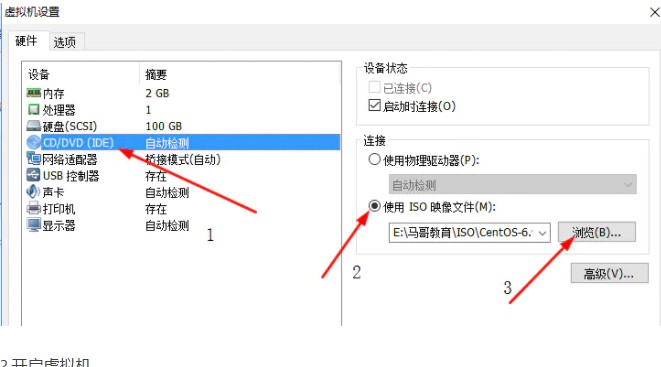 虚拟机设置
硬件 选项
设备 摘要
内存 2 GB
处理器 1
硬盘(SCSI) 100 GB
CD/DVD (IDE) 自动检测
网络适配器 桥接模式(自动)
USB 控制器 存在
声卡 自动检测
打印机 存在
显示器 自动检测
1
设备状态
已连接(C)
启动时连接(O)
连接
使用物理驱动器(P):
自动检测
使用 ISO 映像文件(M):
E:\马哥教育\ISO\CentOS-6. 浏览(B)...
2
高级(V)...
3
2 开启虚拟机